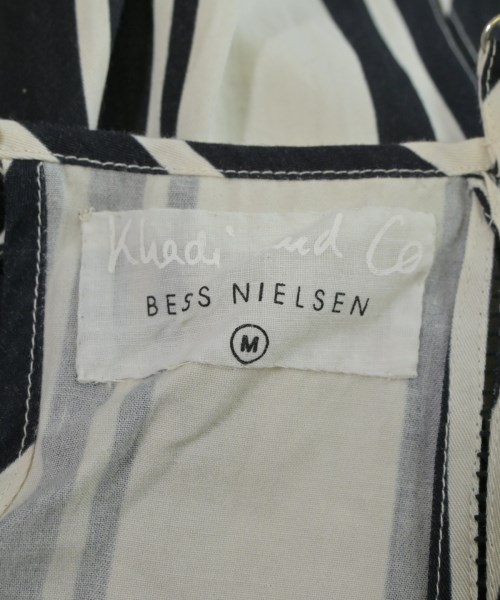 Khadi and Co
BESS NIELSEN
M